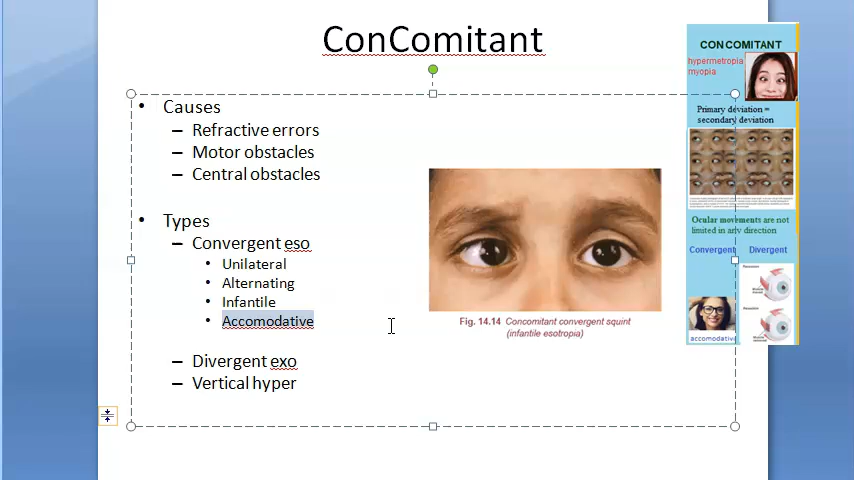 ConComitant
• Causes
– Refractive errors
– Motor obstacles
– Central obstacles
• Types
– Convergent eso
• Unilateral
• Alternating
• Infantile
• Accomodative
– Divergent exo
– Vertical hyper
Fig. 14.14 Concomitant convergent squint
(infantile esotropia)
CONCOMITANT
hypermetropia
myopia
Primary deviation =
secondary deviation
Ocular movements are not
limited in any direction
Convergent Divergent
accomodative